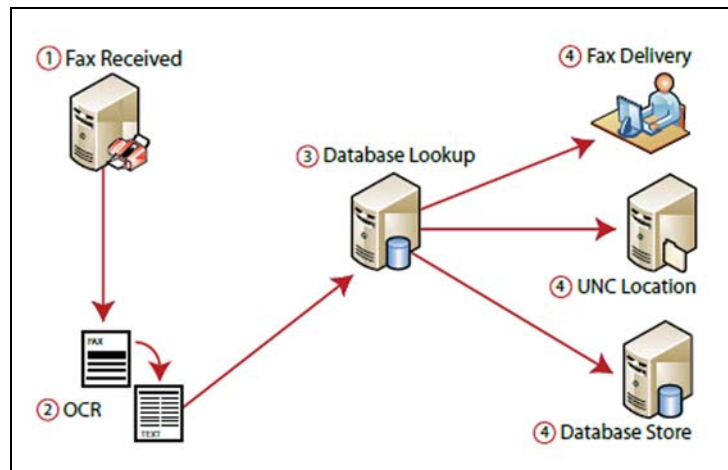 ① Fax Received
FAX
TEXT
② OCR
③ Database Lookup
④ Fax Delivery
④ UNC Location
④ Database Store